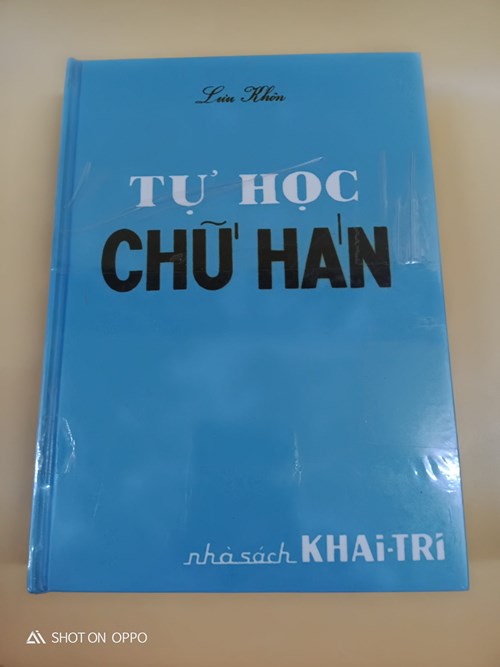 Lưu Khôn
TỰ HỌC
CHỮ HÁN
nhà sách KHAi-TRÍ
SHOT ON OPPO